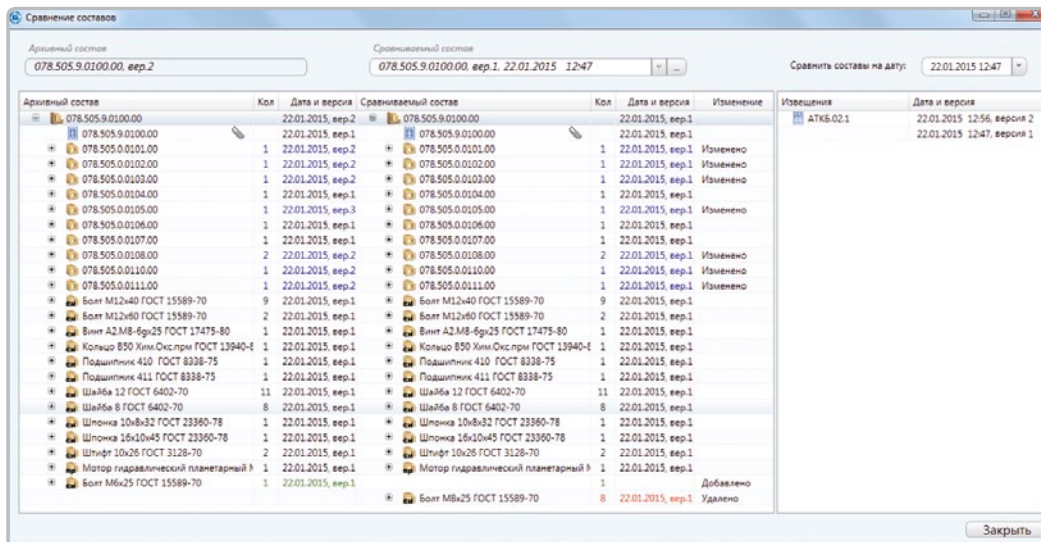 Сравнение составов
Архивный состав Сравниваемый состав
078.505.9.0100.00, вер.2 078.505.9.0100.00, вер.1, 22.01.2015 12:47 ... Сравнить составы на дату: 22.01.2015 12:47
Архивный состав Кол Дата и версия Сравниваемый состав Кол Дата и версия Изменение Извещения Дата и версия
078.505.9.0100.00 22.01.2015, вер.2 078.505.9.0100.00 22.01.2015, вер.1 АТКБ.02.1 22.01.2015 12:56, версия 2
078.505.9.0100.00 22.01.2015, вер.1 078.505.9.0100.00 22.01.2015, вер.1 22.01.2015 12:47, версия 1
078.505.0.0101.00 1 22.01.2015, вер.2 078.505.0.0101.00 1 22.01.2015, вер.1 Изменено
078.505.0.0102.00 1 22.01.2015, вер.2 078.505.0.0102.00 1 22.01.2015, вер.1 Изменено
078.505.0.0103.00 1 22.01.2015, вер.2 078.505.0.0103.00 1 22.01.2015, вер.1 Изменено
078.505.0.0104.00 1 22.01.2015, вер.1 078.505.0.0104.00 1 22.01.2015, вер.1
078.505.0.0105.00 1 22.01.2015, вер.3 078.505.0.0105.00 1 22.01.2015, вер.1 Изменено
078.505.0.0106.00 1 22.01.2015, вер.1 078.505.0.0106.00 1 22.01.2015, вер.1
078.505.0.0107.00 1 22.01.2015, вер.1 078.505.0.0107.00 1 22.01.2015, вер.1
078.505.0.0108.00 2 22.01.2015, вер.2 078.505.0.0108.00 2 22.01.2015, вер.1 Изменено
078.505.0.0110.00 1 22.01.2015, вер.2 078.505.0.0110.00 1 22.01.2015, вер.1 Изменено
078.505.0.0111.00 1 22.01.2015, вер.2 078.505.0.0111.00 1 22.01.2015, вер.1 Изменено
Болт М12х40 ГОСТ 15589-70 9 22.01.2015, вер.1 Болт М12х40 ГОСТ 15589-70 9 22.01.2015, вер.1
Болт М12х60 ГОСТ 15589-70 2 22.01.2015, вер.1 Болт М12х60 ГОСТ 15589-70 2 22.01.2015, вер.1
Винт А2.М8-6gх25 ГОСТ 17475-80 1 22.01.2015, вер.1 Винт А2.М8-6gх25 ГОСТ 17475-80 1 22.01.2015, вер.1
Кольцо В50 Хим.Окс.прм ГОСТ 13940-8 1 22.01.2015, вер.1 Кольцо В50 Хим.Окс.прм ГОСТ 13940-8 1 22.01.2015, вер.1
Подшипник 410 ГОСТ 8338-75 1 22.01.2015, вер.1 Подшипник 410 ГОСТ 8338-75 1 22.01.2015, вер.1
Подшипник 411 ГОСТ 8338-75 1 22.01.2015, вер.1 Подшипник 411 ГОСТ 8338-75 1 22.01.2015, вер.1
Шайба 12 ГОСТ 6402-70 11 22.01.2015, вер.1 Шайба 12 ГОСТ 6402-70 11 22.01.2015, вер.1
Шайба 8 ГОСТ 6402-70 8 22.01.2015, вер.1 Шайба 8 ГОСТ 6402-70 8 22.01.2015, вер.1
Шпонка 10х8х32 ГОСТ 23360-78 1 22.01.2015, вер.1 Шпонка 10х8х32 ГОСТ 23360-78 1 22.01.2015, вер.1
Шпонка 16х10х45 ГОСТ 23360-78 1 22.01.2015, вер.1 Шпонка 16х10х45 ГОСТ 23360-78 1 22.01.2015, вер.1
Штифт 10х26 ГОСТ 3128-70 2 22.01.2015, вер.1 Штифт 10х26 ГОСТ 3128-70 2 22.01.2015, вер.1
Мотор гидравлический планетарный 1 22.01.2015, вер.1 Мотор гидравлический планетарный 1 22.01.2015, вер.1
Болт М6х25 ГОСТ 15589-70 1 22.01.2015, вер.1 1 Добавлено
Болт М8х25 ГОСТ 15589-70 8 22.01.2015, вер.1 Удалено
Закрыть